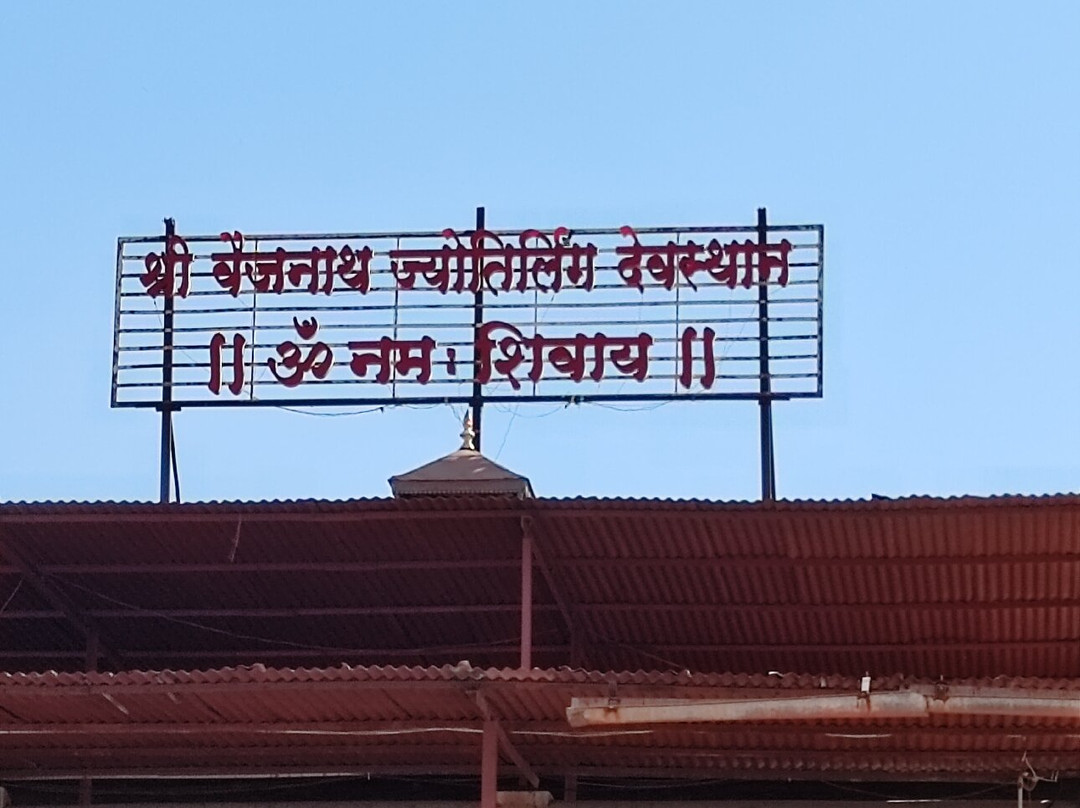 श्री वैजनाथ ज्योतिर्लिंग देवस्थान
॥ ॐ नमः शिवाय ॥